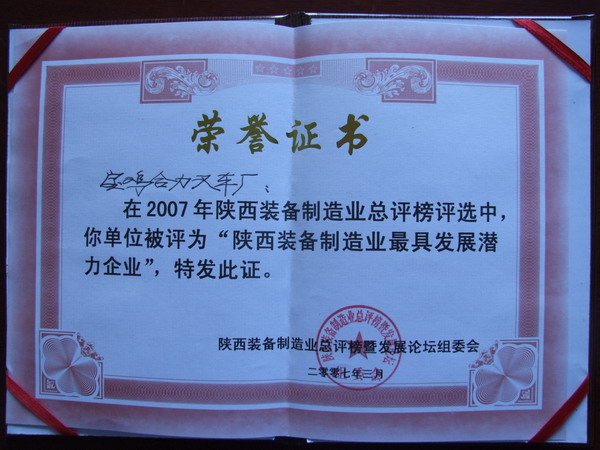 荣誉证书
宝鸡合力叉车厂：
在2007年陕西装备制造业总评榜评选中，
你单位被评为“陕西装备制造业最具发展潜
力企业”，特发此证。
陕西装备制造业总评榜暨发展论坛组委会
二零零七年三月